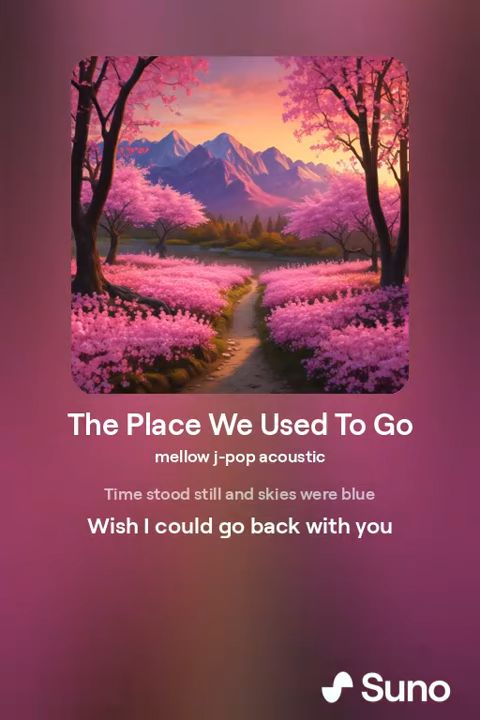 The Place We Used To Go
mellow j-pop acoustic
Time stood still and skies were blue
Wish I could go back with you
Suno